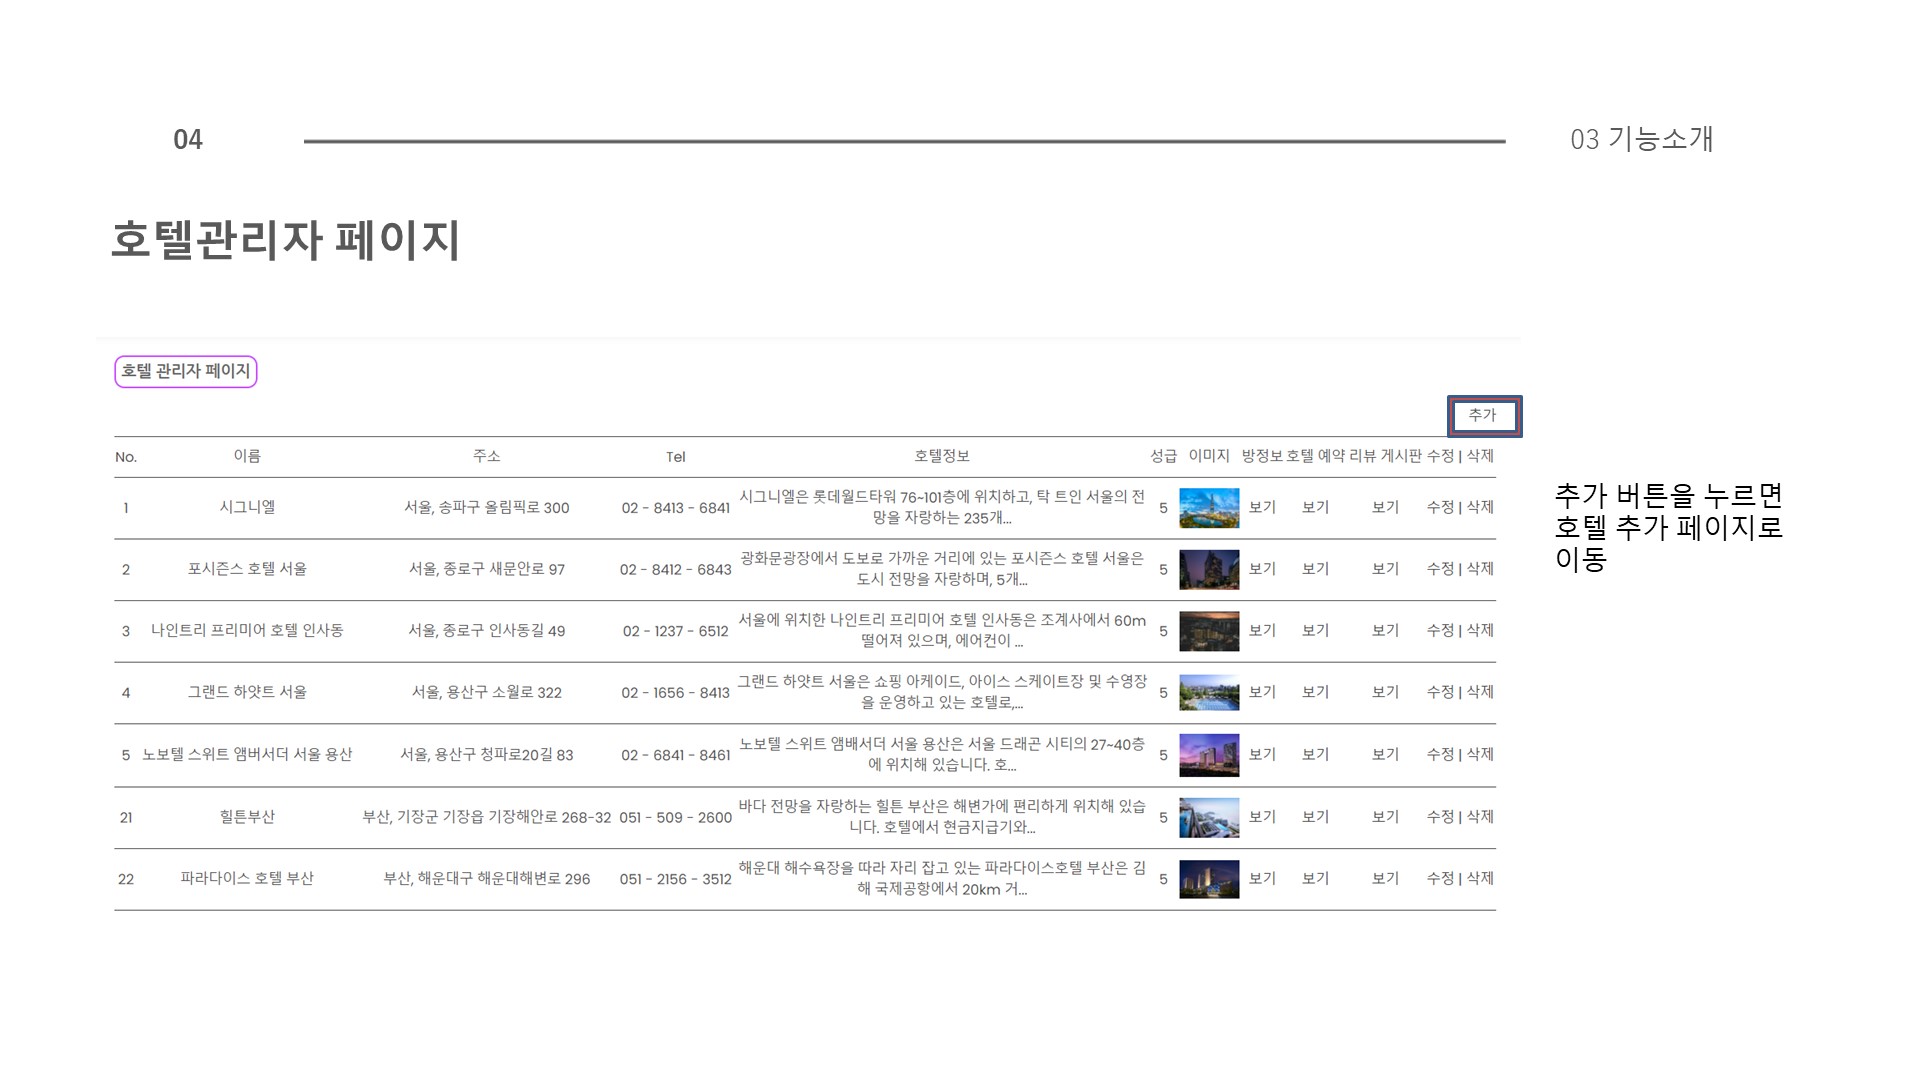 04
03 기능소개
호텔관리자 페이지
호텔 관리자 페이지
추가
No. 이름 주소 Tel 호텔정보 성급 이미지 방정보 호텔 예약 리뷰 게시판 수정 | 삭제
1 시그니엘 서울, 송파구 올림픽로 300 02 - 8413 - 6841 시그니엘은 롯데월드타워 76~101층에 위치하고, 탁 트인 서울의 전
망을 자랑하는 235개... 5 보기 보기 보기 수정 | 삭제
2 포시즌스 호텔 서울 서울, 종로구 새문안로 97 02 - 8412 - 6843 광화문광장에서 도보로 가까운 거리에 있는 포시즌스 호텔 서울은
도시 전망을 자랑하며, 5개... 5 보기 보기 보기 수정 | 삭제
3 나인트리 프리미어 호텔 인사동 서울, 종로구 인사동길 49 02 - 1237 - 6512 서울에 위치한 나인트리 프리미어 호텔 인사동은 조계사에서 60m
떨어져 있으며, 에어컨이 ... 5 보기 보기 보기 수정 | 삭제
4 그랜드 하얏트 서울 서울, 용산구 소월로 322 02 - 1656 - 8413 그랜드 하얏트 서울은 쇼핑 아케이드, 아이스 스케이트장 및 수영장
을 운영하고 있는 호텔로,... 5 보기 보기 보기 수정 | 삭제
5 노보텔 스위트 앰버서더 서울 용산 서울, 용산구 청파로20길 83 02 - 6841 - 8461 노보텔 스위트 앰배서더 서울 용산은 서울 드래곤 시티의 27~40층
에 위치해 있습니다. 호... 5 보기 보기 보기 수정 | 삭제
21 힐튼부산 부산, 기장군 기장읍 기장해안로 268-32 051 - 509 - 2600 바다 전망을 자랑하는 힐튼 부산은 해변가에 편리하게 위치해 있습
니다. 호텔에서 현금지급기와... 5 보기 보기 보기 수정 | 삭제
22 파라다이스 호텔 부산 부산, 해운대구 해운대해변로 296 051 - 2156 - 3512 해운대 해수욕장을 따라 자리 잡고 있는 파라다이스호텔 부산은 김
해 국제공항에서 20km 거... 5 보기 보기 보기 수정 | 삭제
추가 버튼을 누르면
호텔 추가 페이지로
이동